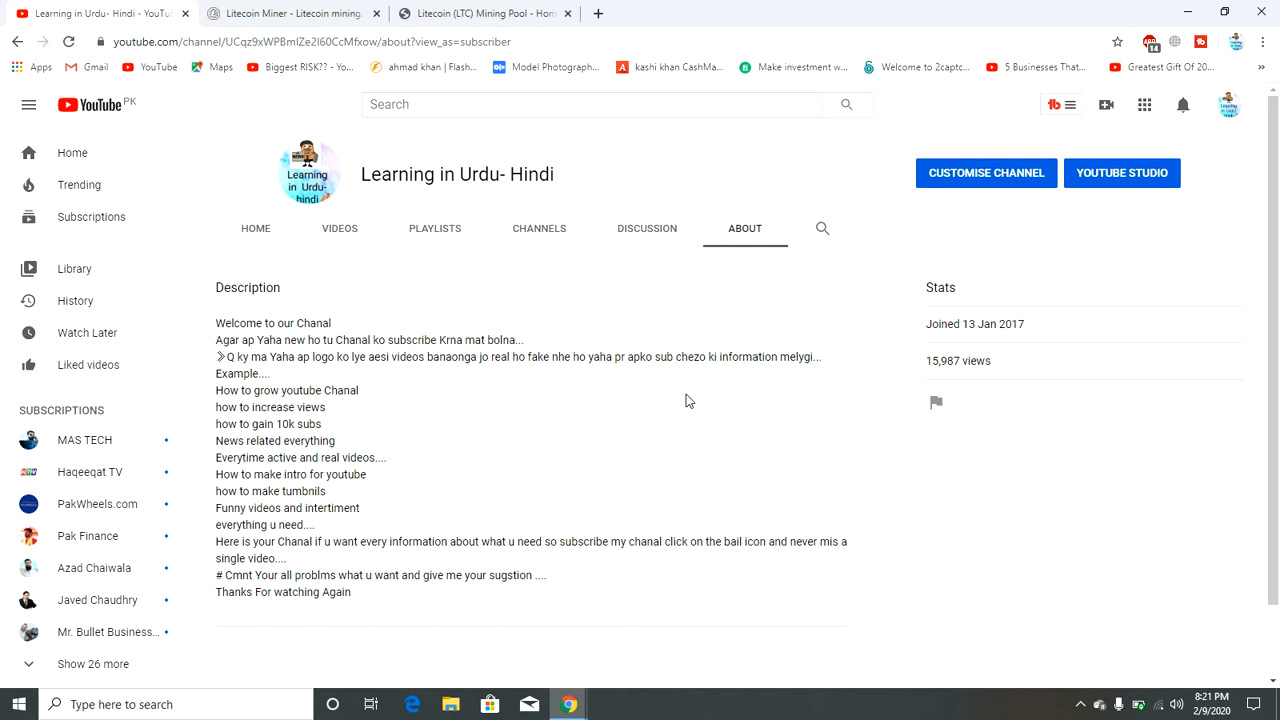 Learning in Urdu- Hindi - YouTu
Litecoin Miner - Litecoin mining.
Litecoin (LTC) Mining Pool - Hom
youtube.com/channel/UCqz9xWPBmIZe2I60CcMfxow/about?view_as=subscriber
14
Apps
Gmail
YouTube
Maps
Biggest RISK?? - Yo...
ahmad khan | Flash...
Model Photograph...
kashi khan CashMa...
Make investment w...
Welcome to 2captc...
5 Businesses That...
Greatest Gift Of 20...
»
YouTube PK
Search
Home
Trending
Subscriptions
Library
History
Watch Later
Liked videos
SUBSCRIPTIONS
MAS TECH
Haqeeqat TV
PakWheels.com
Pak Finance
Azad Chaiwala
Javed Chaudhry
Mr. Bullet Business...
Show 26 more
Learning
in Urdu-
hindi
Learning in Urdu- Hindi
CUSTOMISE CHANNEL
YOUTUBE STUDIO
HOME
VIDEOS
PLAYLISTS
CHANNELS
DISCUSSION
ABOUT
Description
Welcome to our Chanal
Agar ap Yaha new ho tu Chanal ko subscribe Krna mat bolna...
》Q ky ma Yaha ap logo ko lye aesi videos banaonga jo real ho fake nhe ho yaha pr apko sub chezo ki information melygi...
Example....
How to grow youtube Chanal
how to increase views
how to gain 10k subs
News related everything
Everytime active and real videos....
How to make intro for youtube
how to make tumbnils
Funny videos and intertiment
everything u need....
Here is your Chanal if u want every information about what u need so subscribe my chanal click on the bail icon and never mis a
single video....
# Cmnt Your all problms what u want and give me your sugstion ....
Thanks For watching Again
Stats
Joined 13 Jan 2017
15,987 views
Type here to search
8:21 PM
2/9/2020